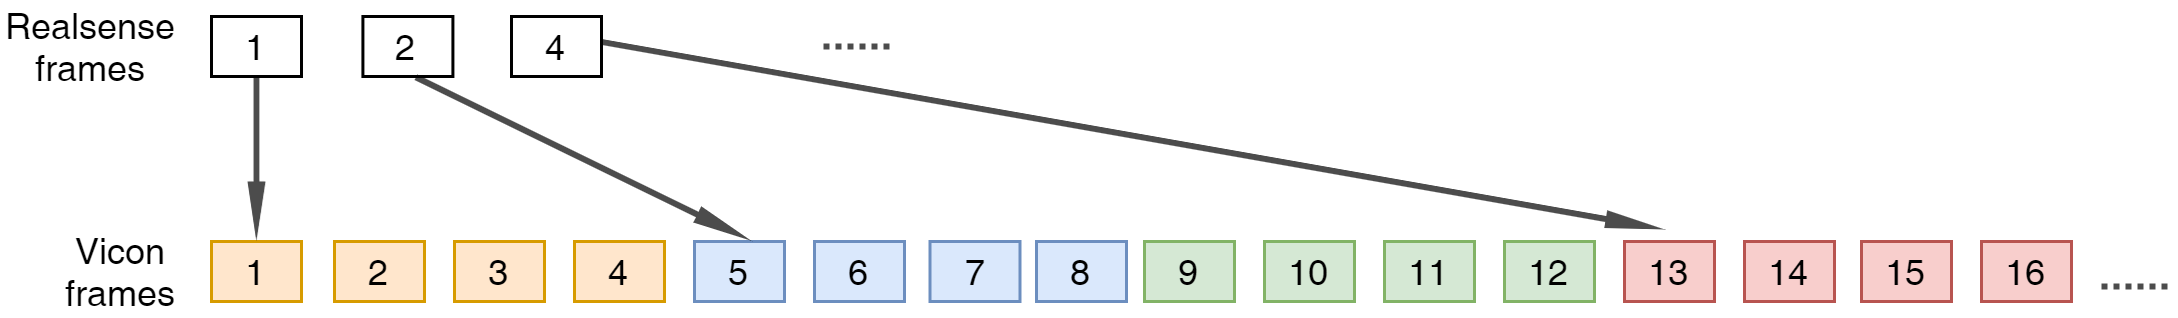 Realsense
frames
1 2 4 ......
Vicon
frames
1 2 3 4 5 6 7 8 9 10 11 12 13 14 15 16 ......